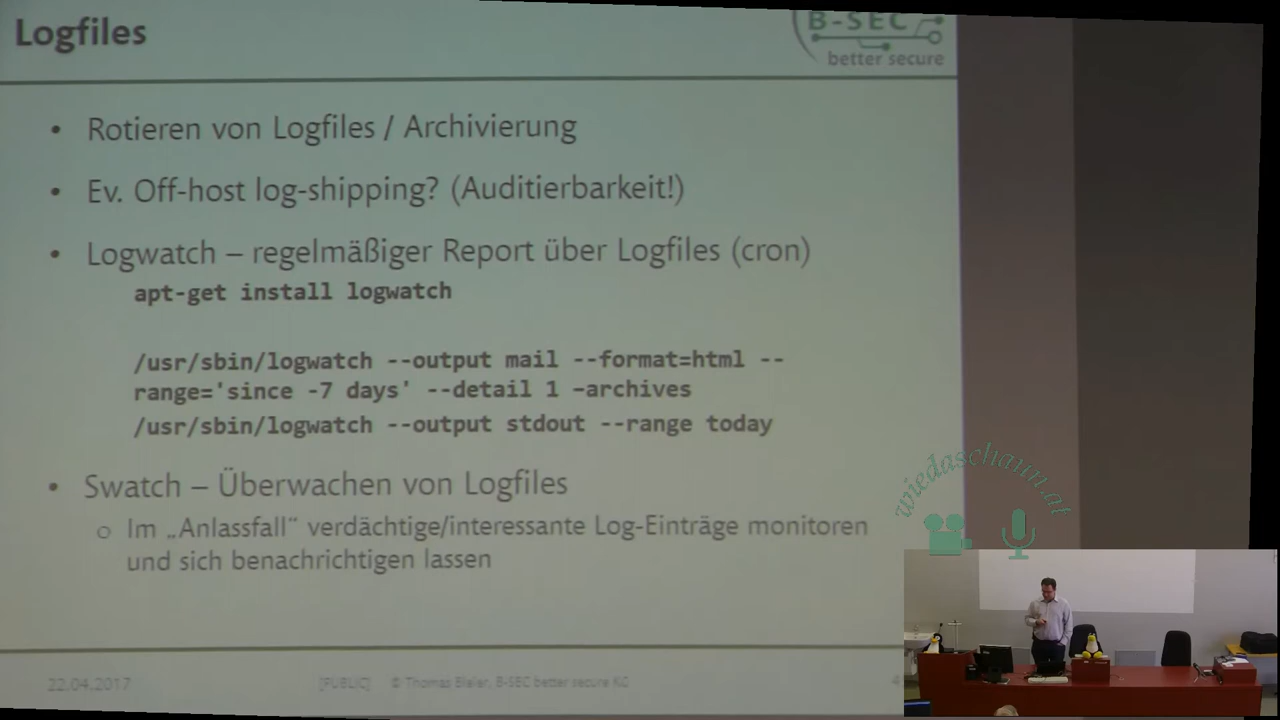 Logfiles
B-SEC
better secure
• Rotieren von Logfiles / Archivierung
• Ev. Off-host log-shipping? (Auditierbarkeit!)
• Logwatch – regelmäßiger Report über Logfiles (cron)
apt-get install logwatch
/usr/sbin/logwatch --output mail --format=html --
range='since -7 days' --detail 1 –archives
/usr/sbin/logwatch --output stdout --range today
• Swatch – Überwachen von Logfiles
o Im „Anlassfall“ verdächtige/interessante Log-Einträge monitoren
und sich benachrichtigen lassen
wiedaschaun.at
22.04.2017 [PUBLIC] © Thomas Bleier, B-SEC better secure KG